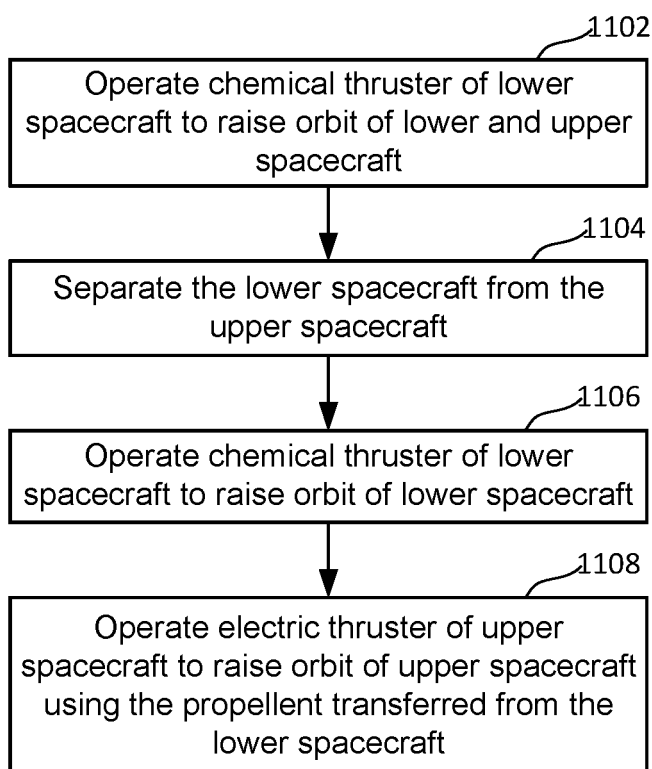 1102
Operate chemical thruster of lower
spacecraft to raise orbit of lower and upper
spacecraft
1104
Separate the lower spacecraft from the
upper spacecraft
1106
Operate chemical thruster of lower
spacecraft to raise orbit of lower spacecraft
1108
Operate electric thruster of upper
spacecraft to raise orbit of upper spacecraft
using the propellent transferred from the
lower spacecraft